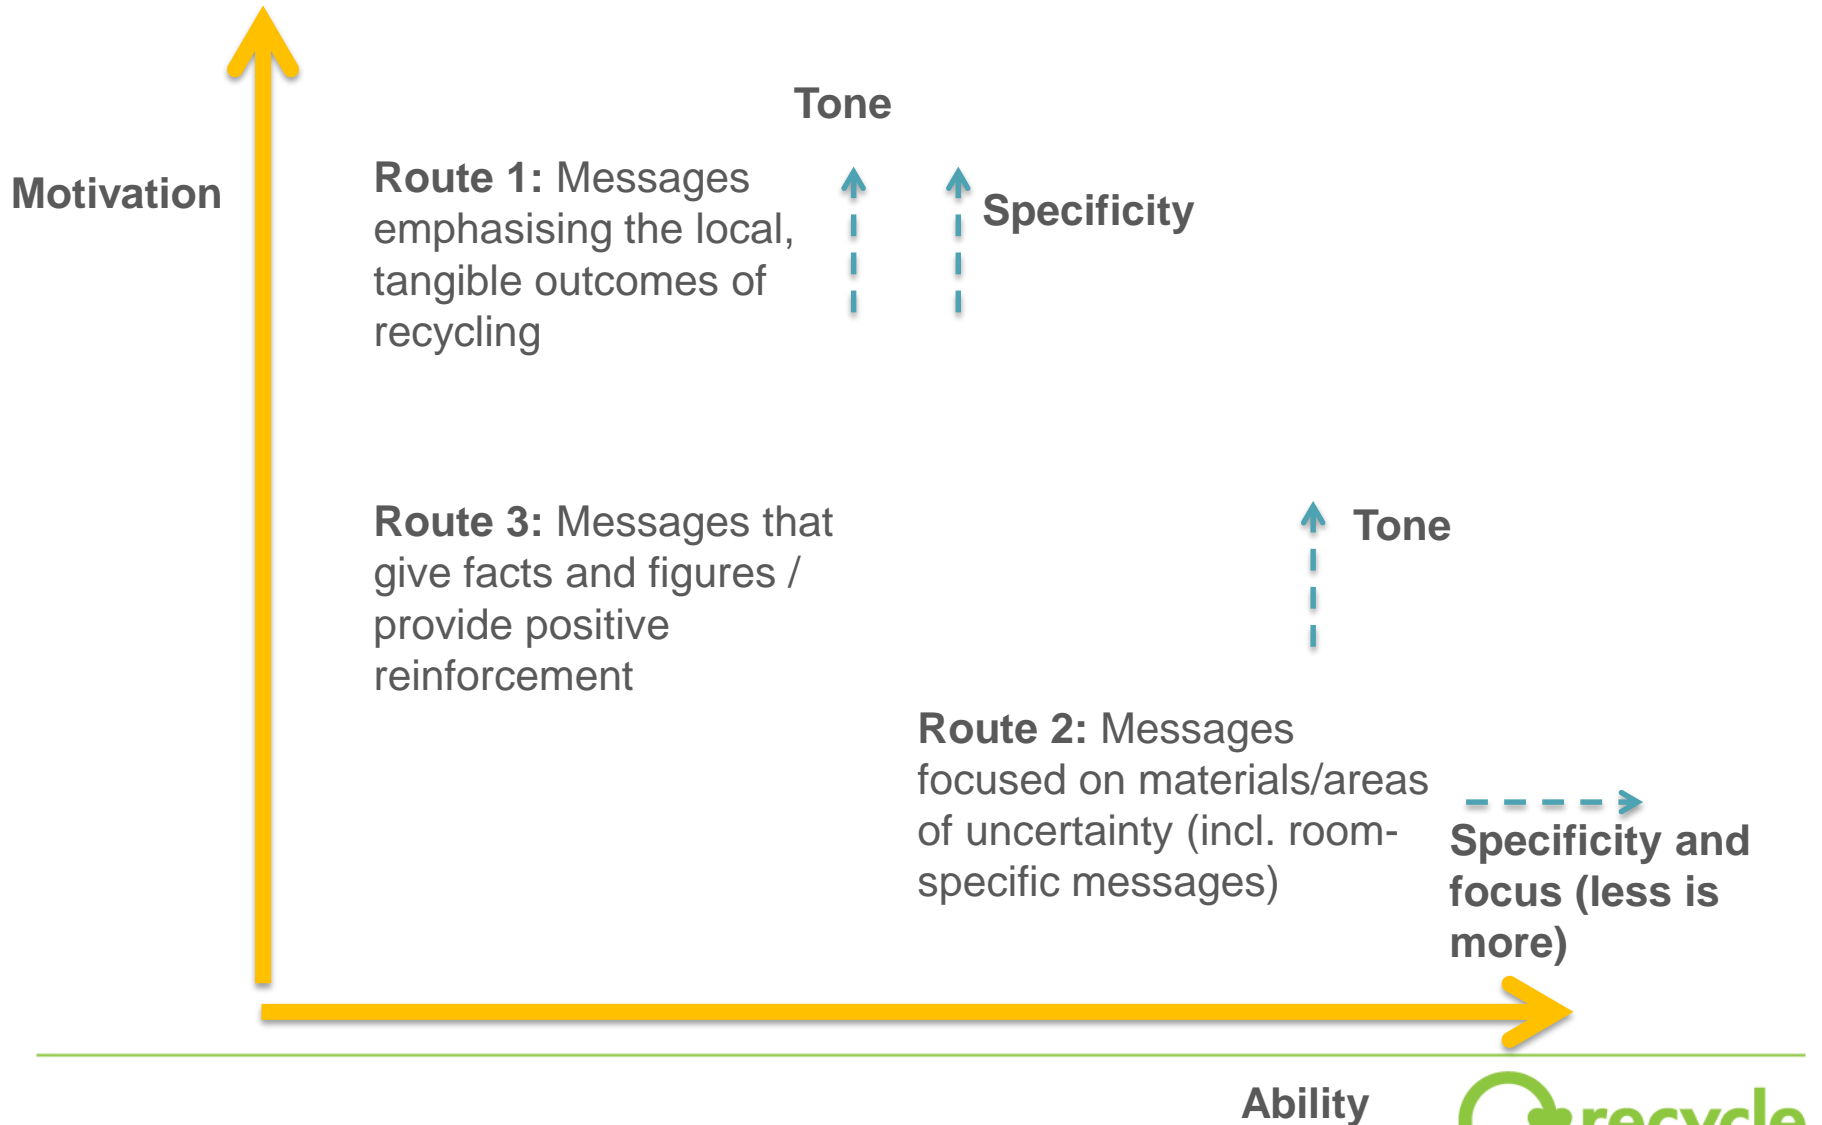 Tone
Motivation
Route 1: Messages
emphasising the local,
tangible outcomes of
recycling
Specificity
Route 3: Messages that
give facts and figures /
provide positive
reinforcement
Tone
Route 2: Messages
focused on materials/areas
of uncertainty (incl. room-
specific messages)
Specificity and
focus (less is
more)
Ability
recycle